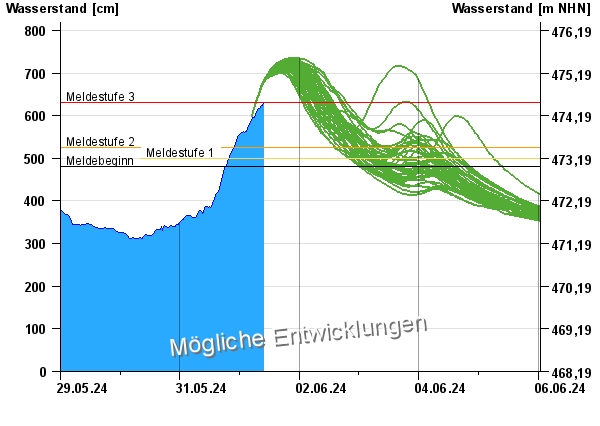 Wasserstand [cm] Wasserstand [m NHN]
800 476,19
700 475,19
Meldestufe 3
600 474,19
Meldestufe 2
Meldestufe 1
500 473,19
Meldebeginn
400 472,19
300 471,19
200 470,19
100 469,19
Mögliche Entwicklungen
0 468,19
29.05.24 31.05.24 02.06.24 04.06.24 06.06.24